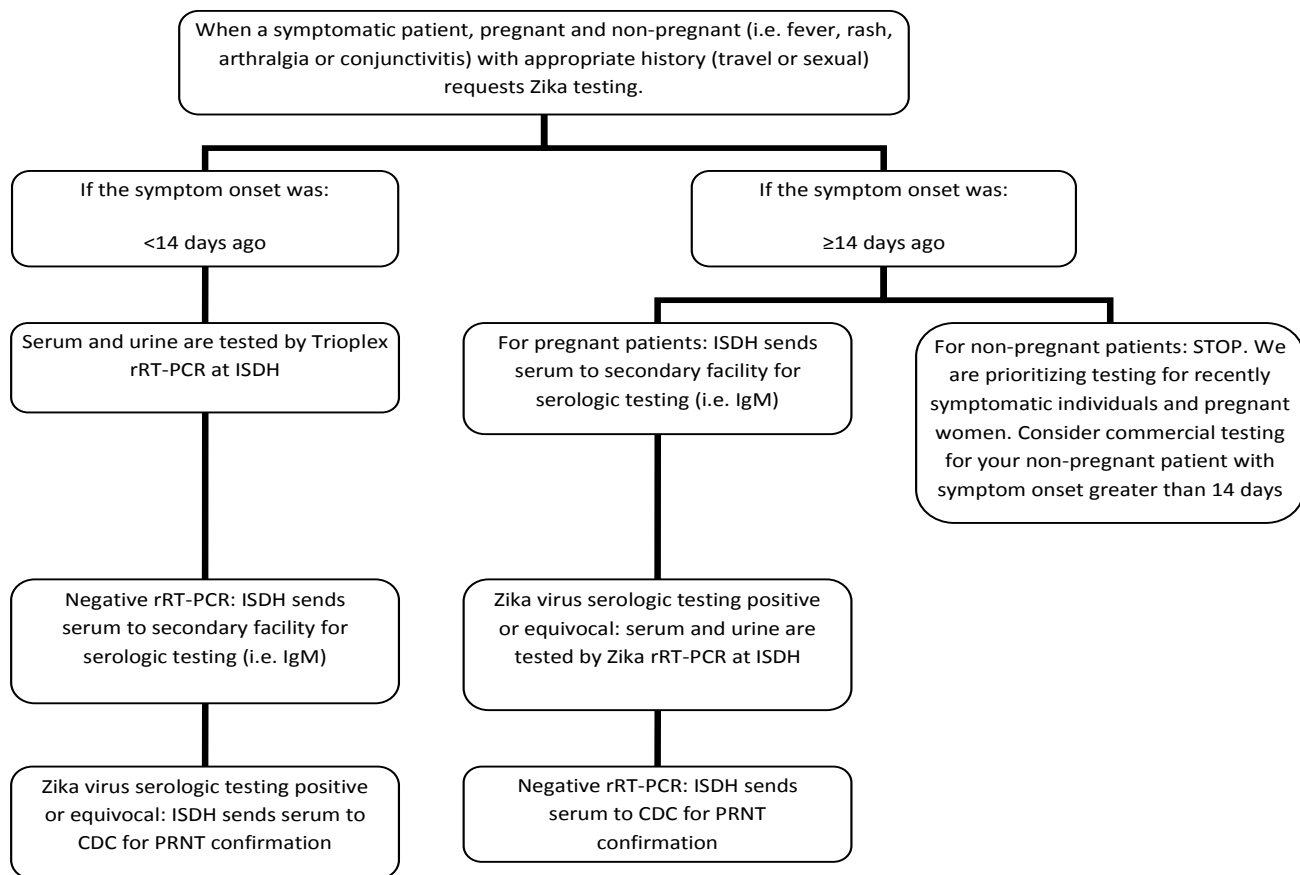 When a symptomatic patient, pregnant and non-pregnant (i.e. fever, rash,
arthralgia or conjunctivitis) with appropriate history (travel or sexual)
requests Zika testing.
If the symptom onset was:
<14 days ago
If the symptom onset was:
≥14 days ago
Serum and urine are tested by Trioplex
rRT-PCR at ISDH
For pregnant patients: ISDH sends
serum to secondary facility for
serologic testing (i.e. IgM)
For non-pregnant patients: STOP. We
are prioritizing testing for recently
symptomatic individuals and pregnant
women. Consider commercial testing
for your non-pregnant patient with
symptom onset greater than 14 days
Negative rRT-PCR: ISDH sends
serum to secondary facility for
serologic testing (i.e. IgM)
Zika virus serologic testing positive
or equivocal: serum and urine are
tested by Zika rRT-PCR at ISDH
Zika virus serologic testing positive
or equivocal: ISDH sends serum to
CDC for PRNT confirmation
Negative rRT-PCR: ISDH sends
serum to CDC for PRNT
confirmation